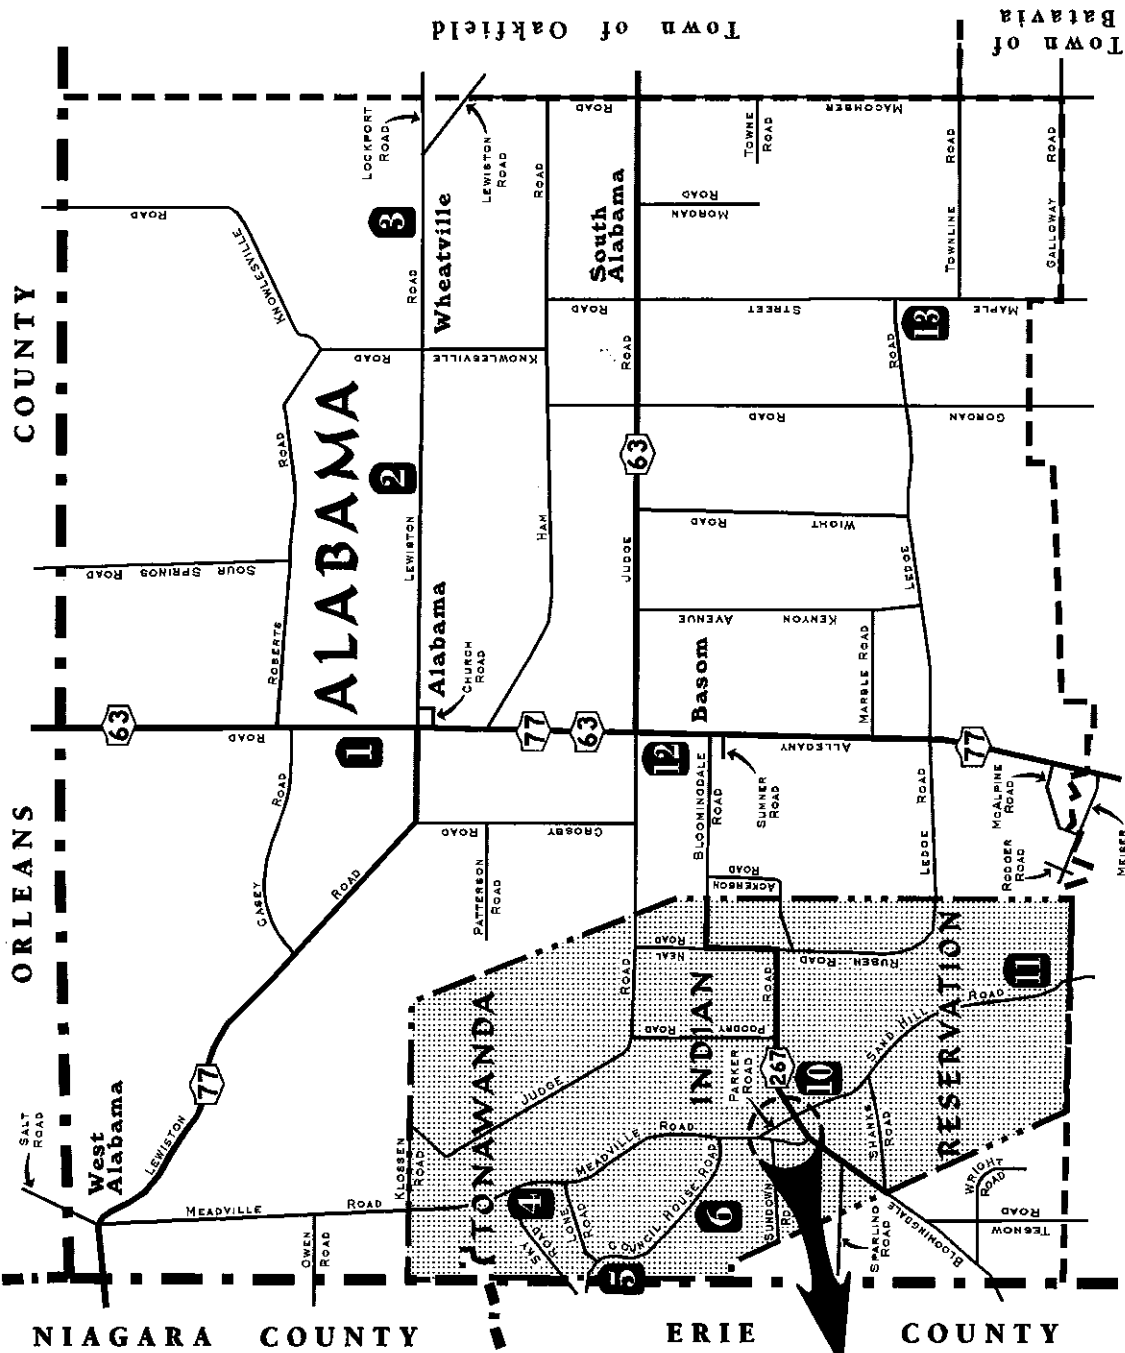 Town of Oakfield
Town of
Batavia
COUNTY
ORLEANS
NIAGARA COUNTY
ERIE COUNTY
ALABAMA
TONAWANDA
INDIAN
RESERVATION
Wheatville
South
Alabama
Alabama
Basom
West
Alabama
LOCKPORT
ROAD
LEWISTON
ROAD
ROAD
MACOMBER
TOWNE
ROAD
ROAD
MORGAN
TOWNLINE
ROAD
GALLOWAY
ROAD
ROAD
KNOWLESVILLE
3
ROAD
ROAD
ROAD
STREET
MAPLE
13
ROAD
ROAD
KNOWLESVILLE
ROAD
ROAD
GORDAN
ROAD
2
63
LEWISTON
HAM
JUDGE
ROAD
WIGHT
LEDGE
ROAD
SOUR SPRINGS
ROBERTS
AVENUE
KENYON
MARBLE ROAD
CHURCH
ROAD
63
ROAD
1
77
63
12
ALLEGANY
77
BLOOMINGDALE
ROAD
SUMNER
ROAD
MCALPINE
ROAD
MEISER
RODGER
ROAD
ROAD
CASEY
ROAD
ROAD
CROSBY
PATTERSON
ROAD
ROAD
ACKERSON
LEDGE
ROAD
ROAD
NEAL
ROAD
ROAD
RUBEN
11
ROAD
POODRY
ROAD
SAND HILL
ROAD
77
JUDGE
267
10
PARKER
ROAD
SALT
ROAD
LEWISTON
KLOSSEN
ROAD
MEADVILLE
ROAD
SHANKS
ROAD
MEADVILLE
ROAD
4
LONE
ROAD
SKY
ROAD
COUNCIL HOUSE ROAD
6
5
SUNDOWN
SPARLING
ROAD
BLOOMINGDALE
WRIGHT
ROAD
ROAD
TESNOW
OWEN
ROAD